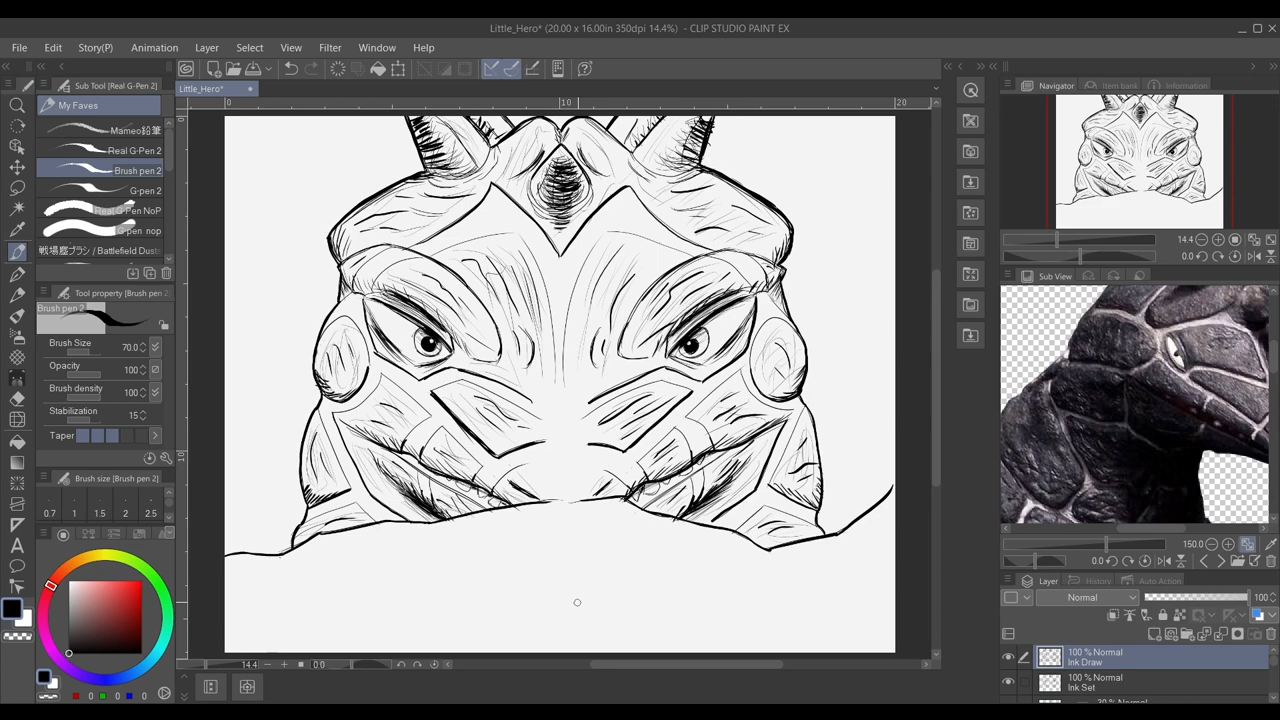 Little_Hero* (20.00 x 16.00in 350dpi 14.4%) - CLIP STUDIO PAINT EX
File Edit Story(P) Animation Layer Select View Filter Window Help
Sub Tool [Real G-Pen 2]
Little_Hero*
Navigator Item bank Information
My Faves
0 10 20
Mameo鉛筆
Real G-Pen 2
Brush pen 2
G-pen 2
Real G-Pen NoP
G-pen nop
戦場塵ブラシ / Battlefield Dust
14.4
0.0
Sub View
Tool property [Brush pen 2]
Brush pen 2
Brush Size 70.0
Opacity 100
Brush density 100
Stabilization 15
Taper
10
Brush size [Brush pen 2]
0.7 1 1.5 2 2.5
150.0
0.0
Layer History Auto Action
Normal 100
100 % Normal
Ink Draw
100 % Normal
Ink Set
14.4 0.0
0 0 0